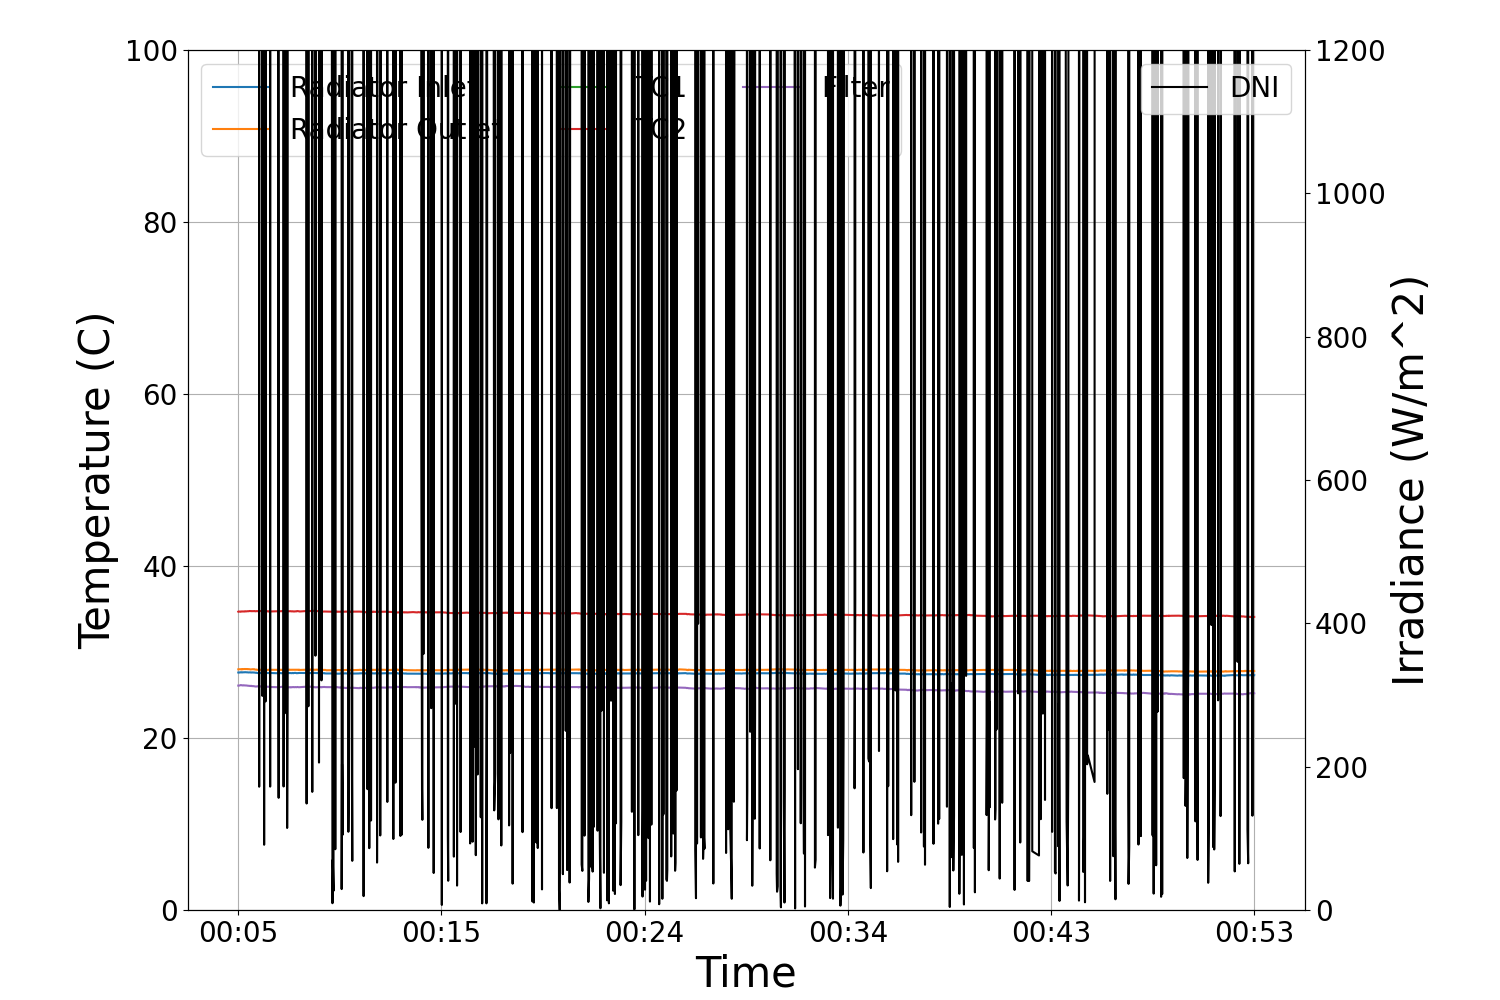 100
80
60
40
20
0
1200
1000
800
600
400
200
0
Radiator Inlet
Radiator Outlet
TC1
TC2
Filter
DNI
Temperature (C)
Irradiance (W/m^2)
00:05 00:15 00:24 00:34 00:43 00:53
Time